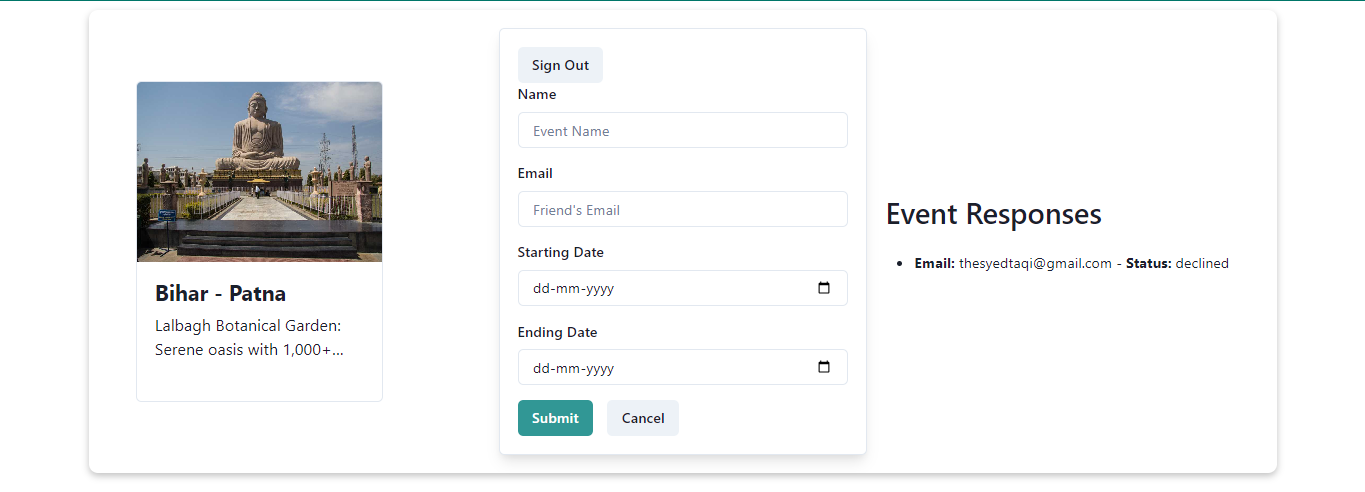 Bihar - Patna
Lalbagh Botanical Garden:
Serene oasis with 1,000+...
Sign Out
Name
Event Name
Email
Friend's Email
Starting Date
dd-mm-yyyy
Ending Date
dd-mm-yyyy
Submit
Cancel
Event Responses
Email: thesyedtaqi@gmail.com - Status: declined